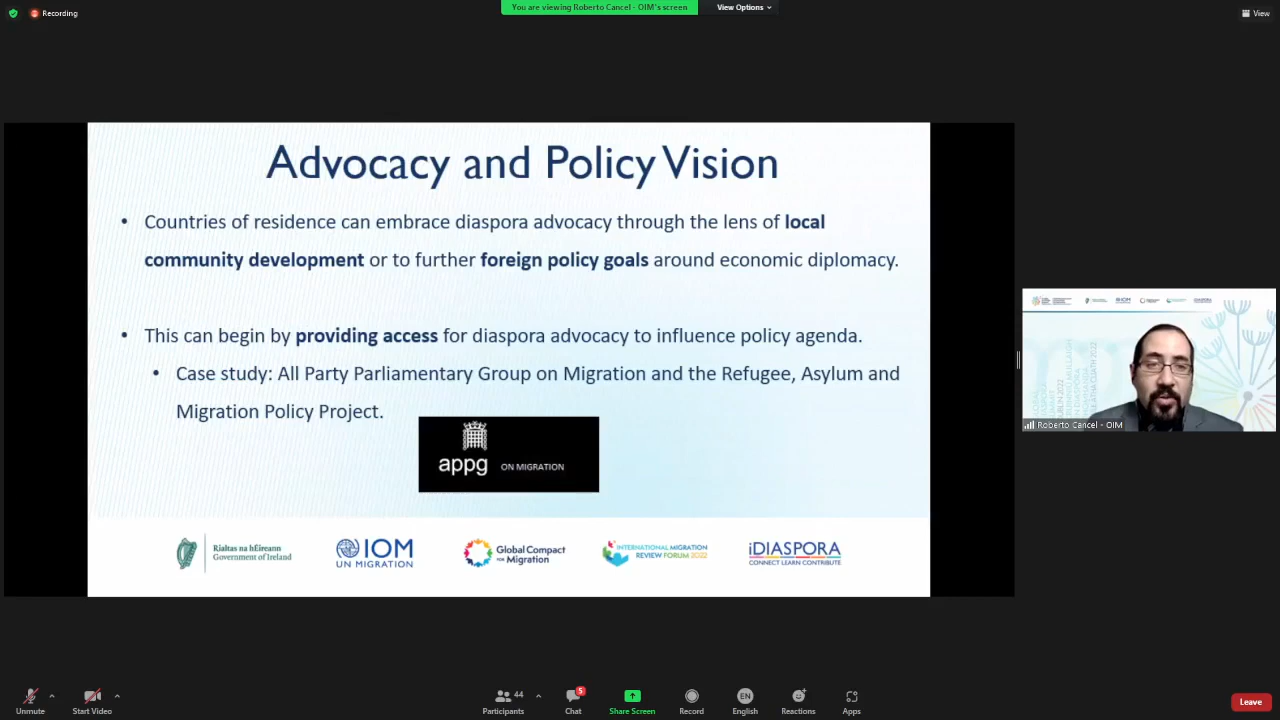 Recording
You are viewing Roberto Cancel - OIM's screen
View Options
View
Advocacy and Policy Vision
• Countries of residence can embrace diaspora advocacy through the lens of local
community development or to further foreign policy goals around economic diplomacy.
• This can begin by providing access for diaspora advocacy to influence policy agenda.
• Case study: All Party Parliamentary Group on Migration and the Refugee, Asylum and
Migration Policy Project.
appg ON MIGRATION
Rialtas na hÉireann
Government of Ireland
IOM
UN MIGRATION
Global Compact
FOR Migration
INTERNATIONAL MIGRATION
REVIEW FORUM 2022
iDIASPORA
CONNECT LEARN CONTRIBUTE
Roberto Cancel - OIM
Unmute
Start Video
44
Participants
5
Chat
Share Screen
Record
EN
English
Reactions
Apps
Leave